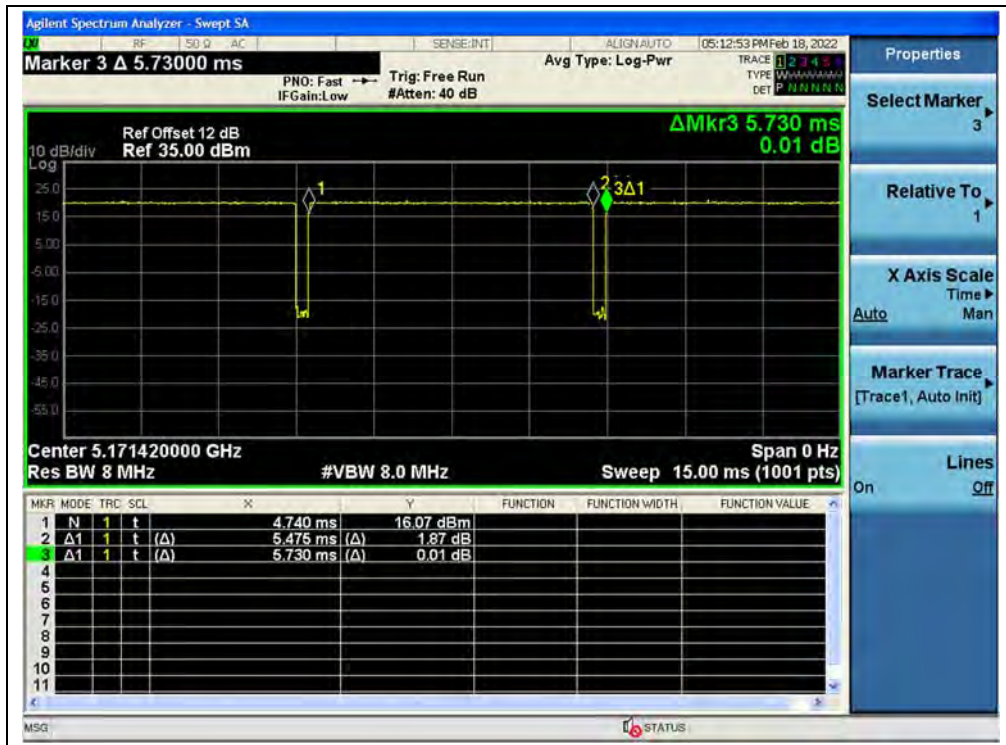 Agilent Spectrum Analyzer - Swept SA
LXI RF 50 Ω AC SENSE:INT ALIGNAUTO 05:12:53 PMFeb 18, 2022
Marker 3 Δ 5.73000 ms
PNO: Fast
IFGain:Low
Trig: Free Run
#Atten: 40 dB
Avg Type: Log-Pwr
TRACE 1 2 3 4 5 6
TYPE
DET P N N N N N
ΔMkr3 5.730 ms
0.01 dB
Ref Offset 12 dB
10 dB/div Ref 35.00 dBm
Log
25.0
15.0
5.00
-5.00
-15.0
-25.0
-35.0
-45.0
-55.0
1
2
3Δ1
Center 5.171420000 GHz Span 0 Hz
Res BW 8 MHz #VBW 8.0 MHz Sweep 15.00 ms (1001 pts)
MKR MODE TRC SCL X Y FUNCTION FUNCTION WIDTH FUNCTION VALUE
1 N 1 t 4.740 ms 16.07 dBm
2 Δ1 1 t (Δ) 5.475 ms (Δ) 1.87 dB
3 Δ1 1 t (Δ) 5.730 ms (Δ) 0.01 dB
4
5
6
7
8
9
10
11
MSG STATUS
Properties
Select Marker
3
Relative To
1
X Axis Scale
Time
Auto Man
Marker Trace
[Trace1, Auto Init]
Lines
On Off